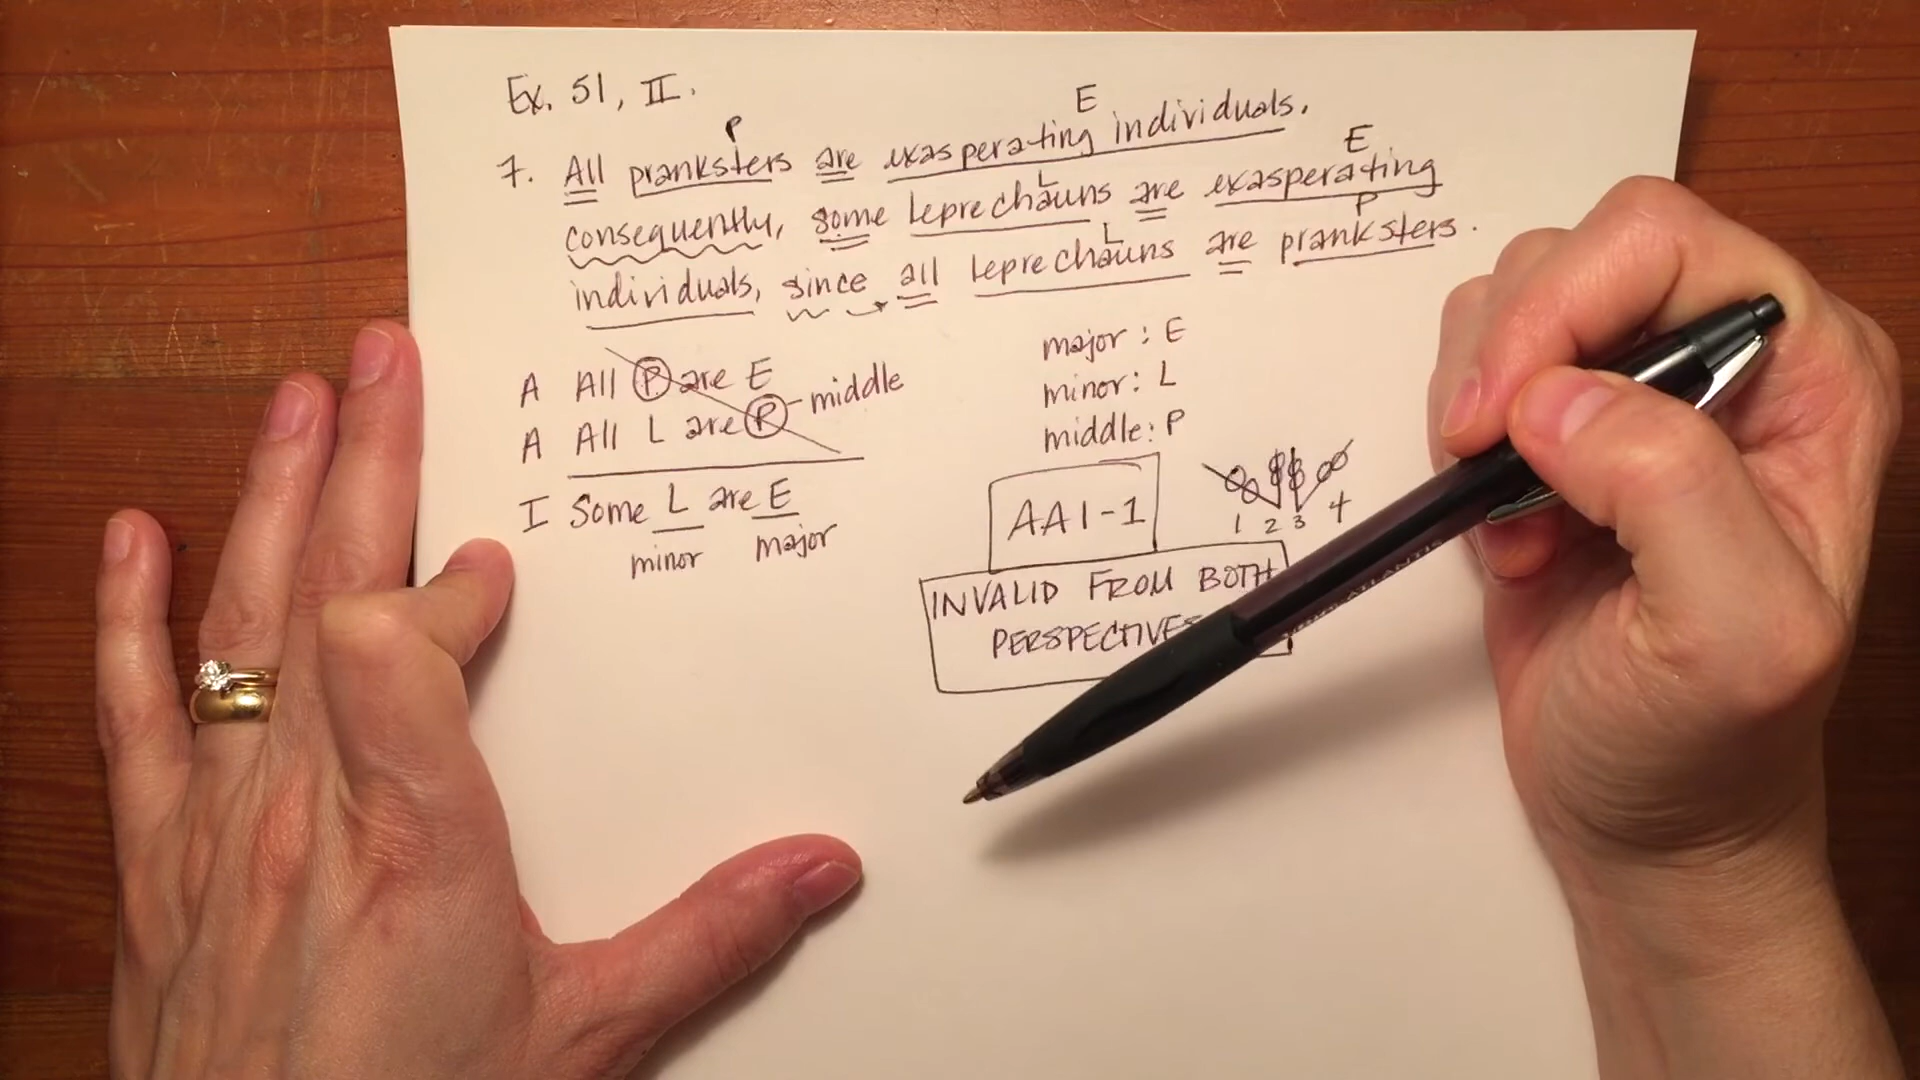 Ex. 51, II.
P E
7. All pranksters are exasperating individuals.
L E
consequently, some leprechauns are exasperating
L P
individuals, since all leprechauns are pranksters.
A All P are E
A All L are P - middle
I Some L are E
minor major
major: E
minor: L
middle: P
AAI-1
1 2 3 4
INVALID FROM BOTH
PERSPECTIVES